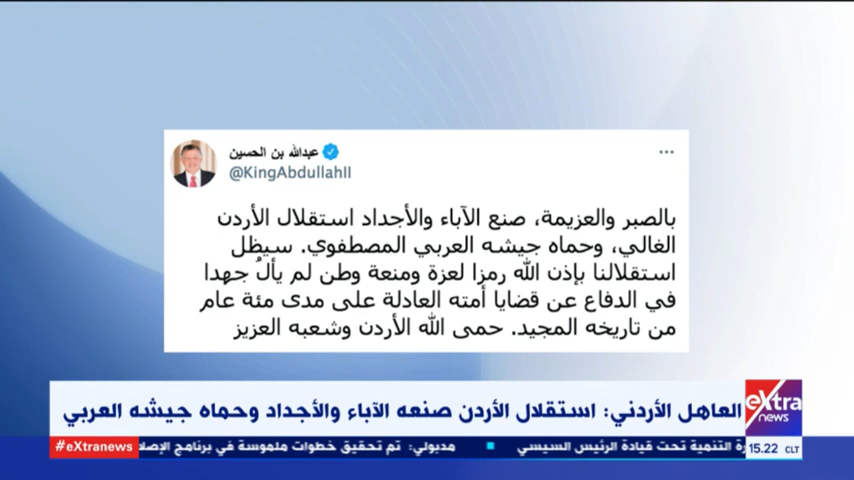 عبدالله بن الحسين
@KingAbdullahII
بالصبر والعزيمة، صنع الآباء والأجداد استقلال الأردن
الغالي، وحماه جيشه العربي المصطفوي. سيظل
استقلالنا بإذن الله رمزا لعزة ومنعة وطن لم يألُ جهدا
في الدفاع عن قضايا أمته العادلة على مدى مئة عام
من تاريخه المجيد. حمى الله الأردن وشعبه العزيز
العاهل الأردني: استقلال الأردن صنعه الآباء والأجداد وحماه جيشه العربي
eXtra
news
#eXtranews
ة التنمية تحت قيادة الرئيس السيسي
مدبولي: تم تحقيق خطوات ملموسة في برنامج الإصلا
15.22 CLT